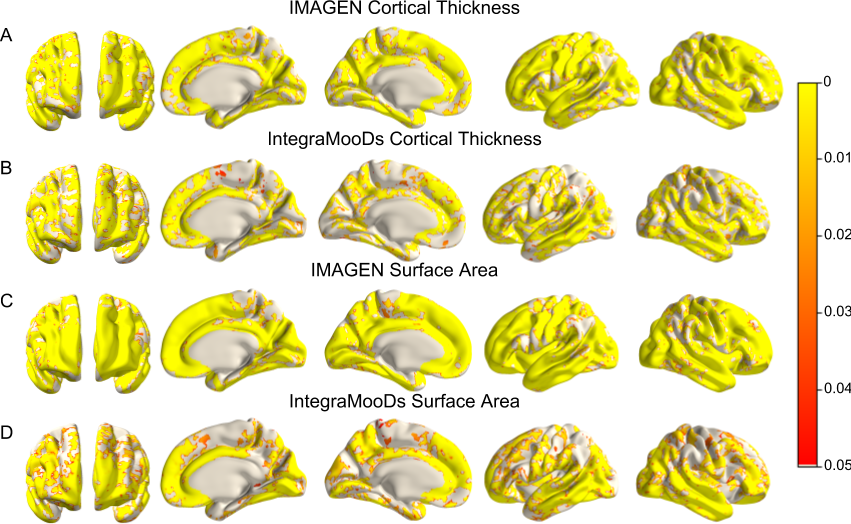 IMAGEN Cortical Thickness
A
IntegraMooDs Cortical Thickness
B
IMAGEN Surface Area
C
IntegraMooDs Surface Area
D
0
0.01
0.02
0.03
0.04
0.05